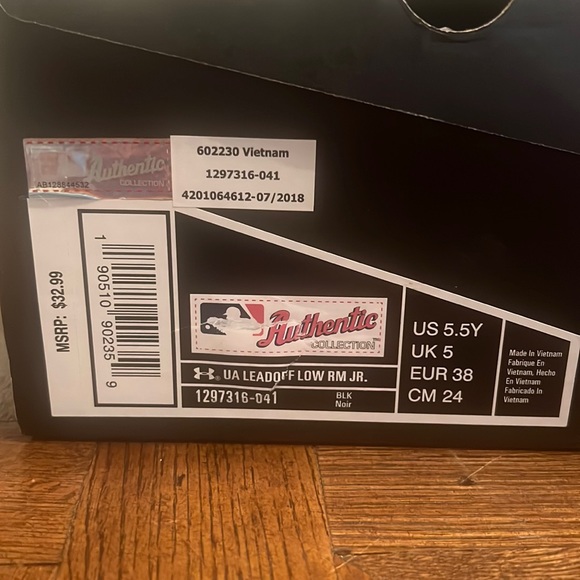 Authentic
COLLECTION
602230 Vietnam
1297316-041
4201064612-07/2018
MSRP: $32.99
1 90510 90235 9
Authentic
COLLECTION™
UA LEADOFF LOW RM JR.
1297316-041
BLK
Noir
US 5.5Y
UK 5
EUR 38
CM 24
Made In Vietnam
Fabrique En
Vietnam, Hecho
En Vietnam
Fabricado In
Vietnam